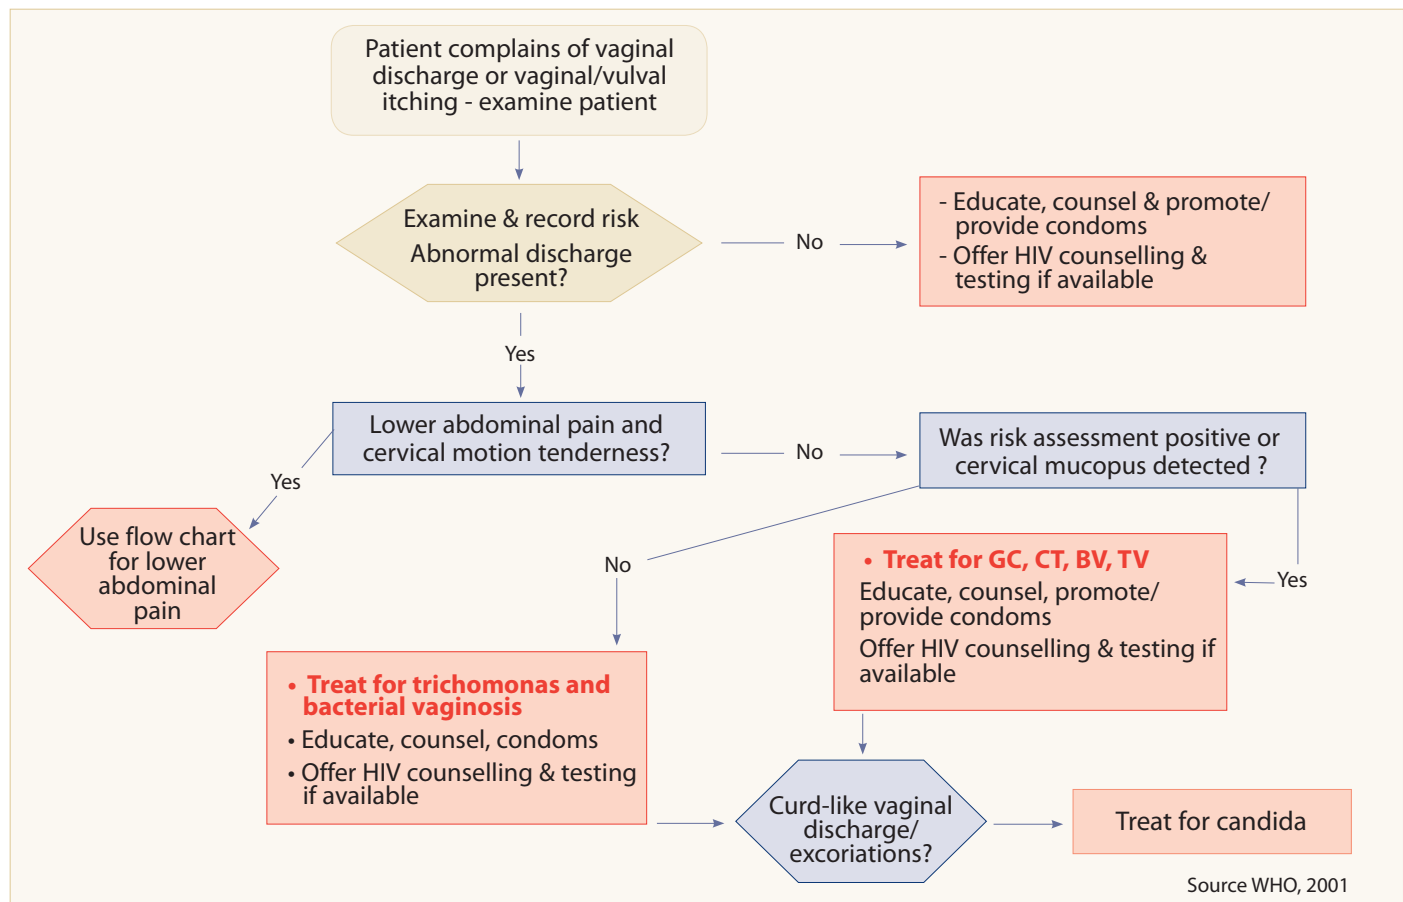 Patient complains of vaginal
discharge or vaginal/vulval
itching - examine patient
Examine & record risk
Abnormal discharge
present?
No
- Educate, counsel & promote/
provide condoms
- Offer HIV counselling &
testing if available
Yes
Lower abdominal pain and
cervical motion tenderness?
No
Was risk assessment positive or
cervical mucopus detected ?
Yes
Use flow chart
for lower
abdominal
pain
No
• Treat for GC, CT, BV, TV
Educate, counsel, promote/
provide condoms
Offer HIV counselling & testing if
available
Yes
• Treat for trichomonas and
bacterial vaginosis
• Educate, counsel, condoms
• Offer HIV counselling & testing
if available
Curd-like vaginal
discharge/
excoriations?
Treat for candida
Source WHO, 2001